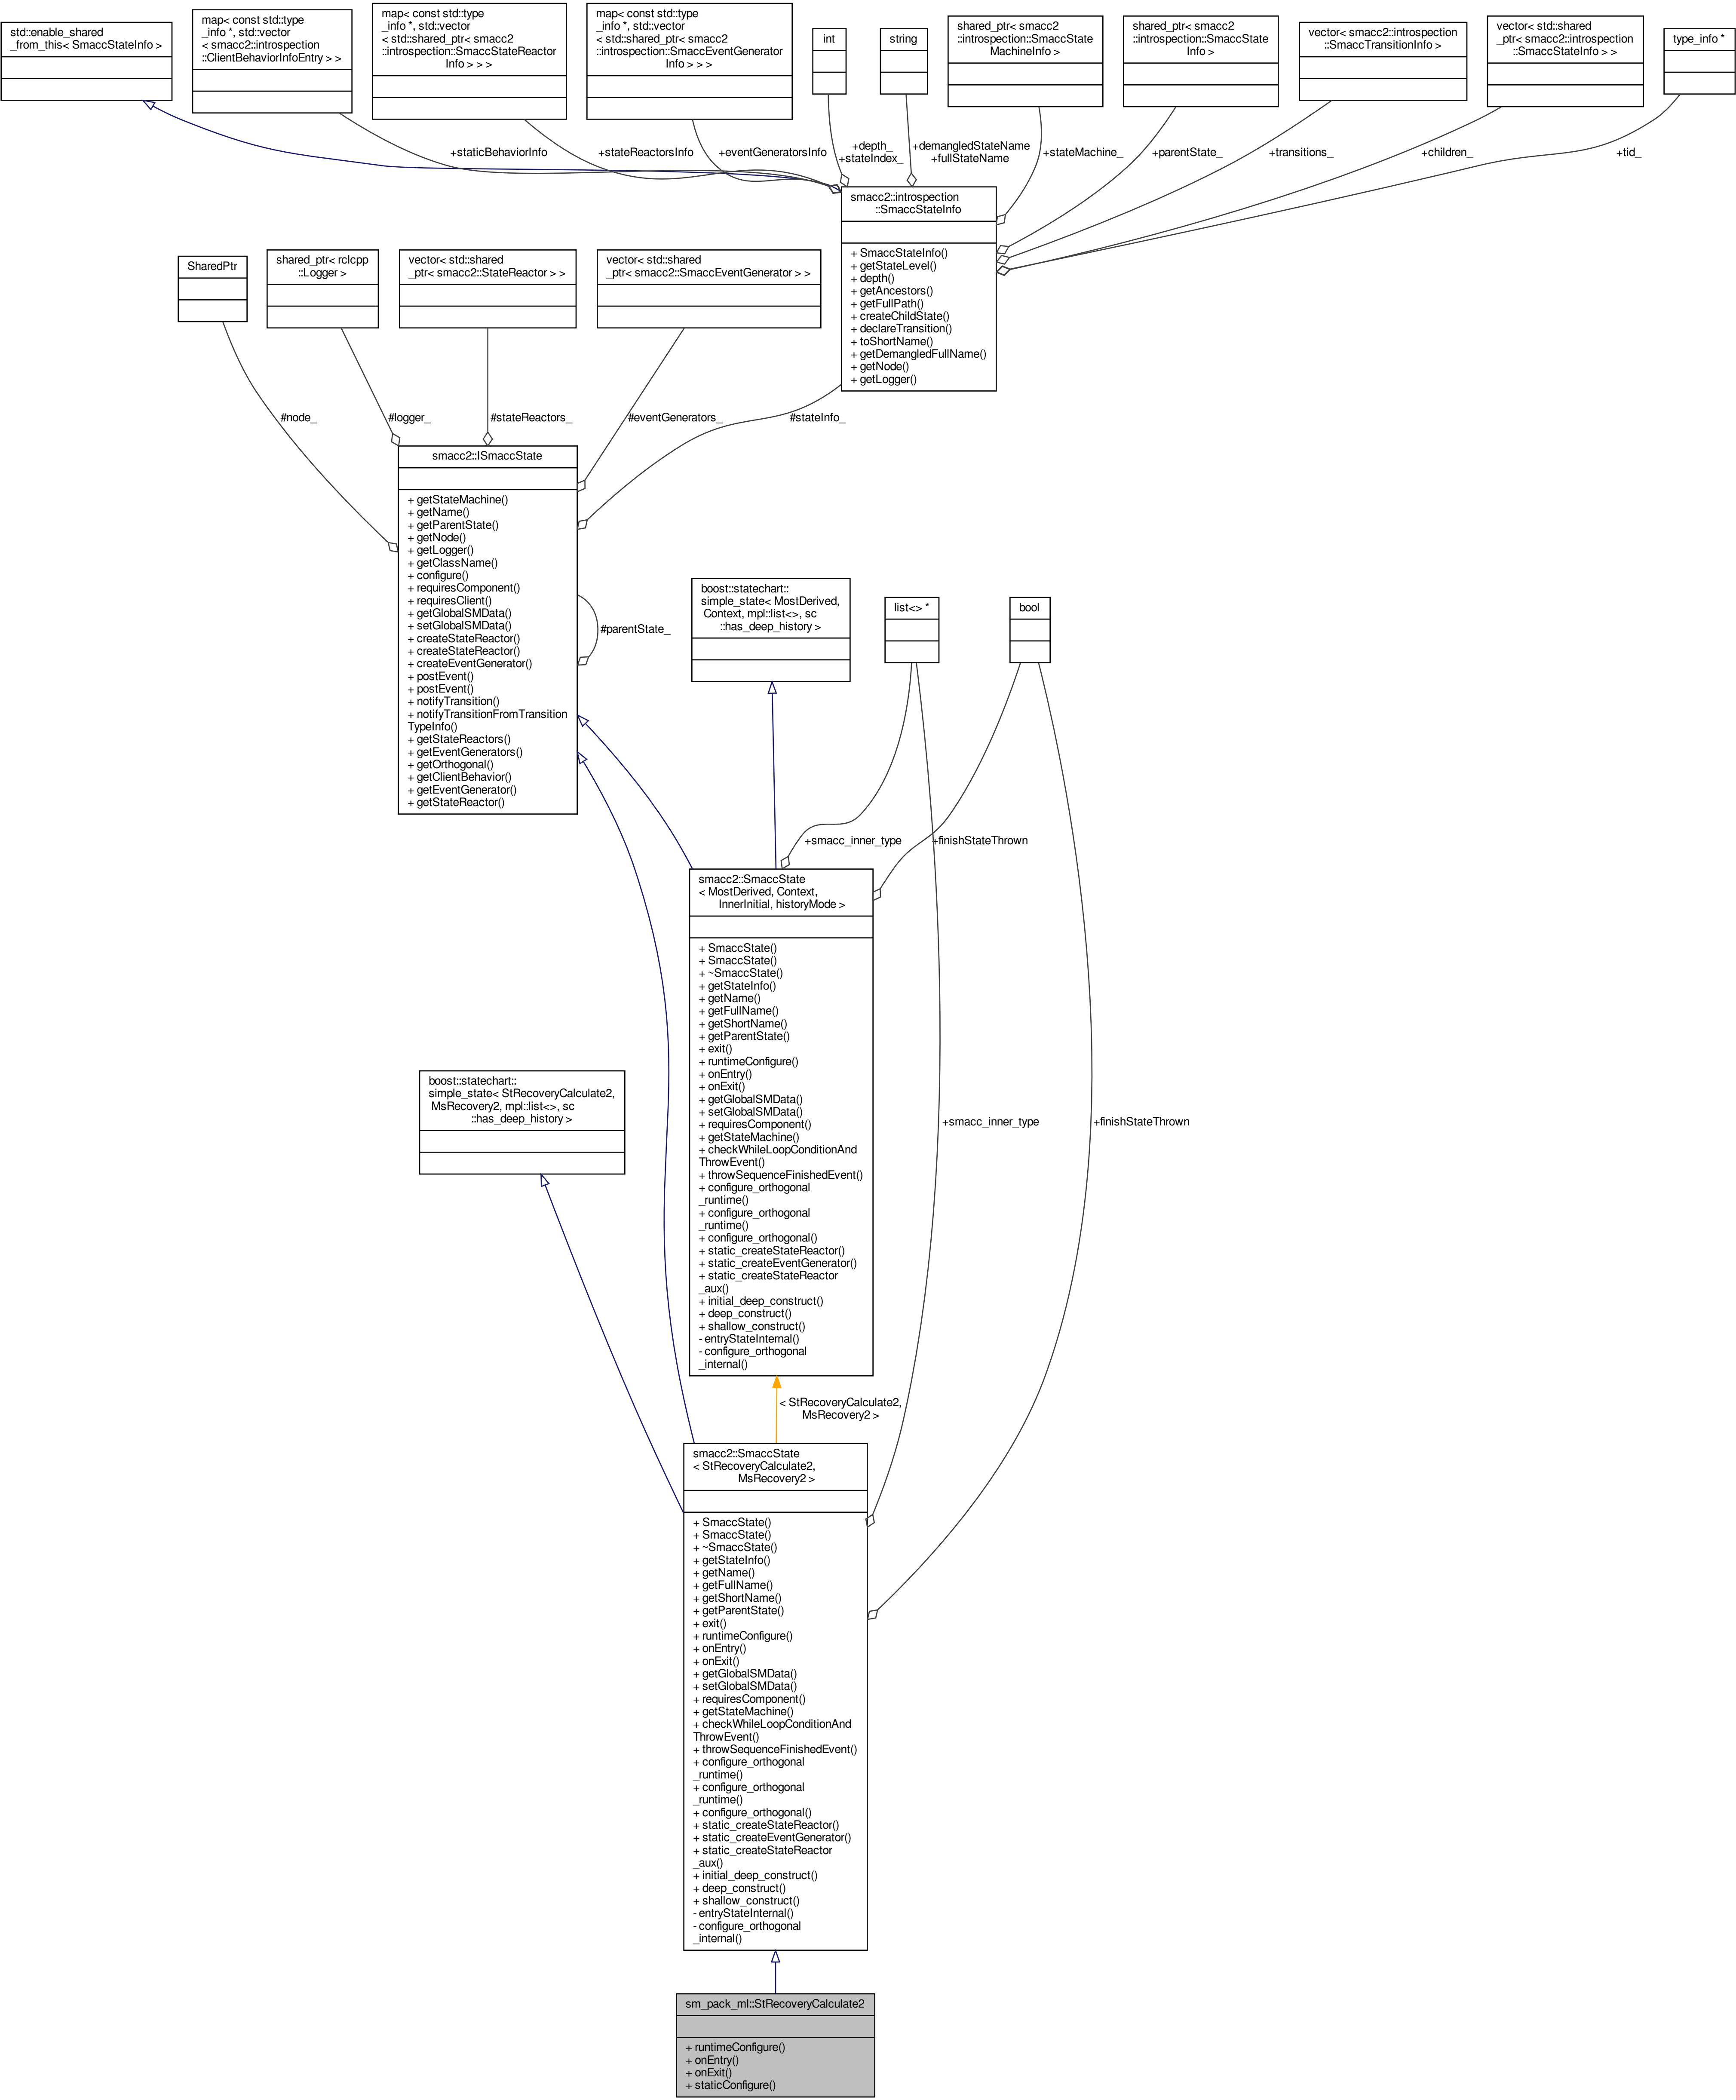 std::enable_shared
_from_this< SmaccStateInfo >
map< const std::type
_info *, std::vector
< smacc2::introspection
::ClientBehaviorInfoEntry > >
map< const std::type
_info *, std::vector
< std::shared_ptr< smacc2
::introspection::SmaccStateReactor
Info > > >
map< const std::type
_info *, std::vector
< std::shared_ptr< smacc2
::introspection::SmaccEventGenerator
Info > > >
int
string
shared_ptr< smacc2
::introspection::SmaccState
MachineInfo >
shared_ptr< smacc2
::introspection::SmaccState
Info >
vector< smacc2::introspection
::SmaccTransitionInfo >
vector< std::shared
_ptr< smacc2::introspection
::SmaccStateInfo > >
type_info *
+staticBehaviorInfo
+stateReactorsInfo
+eventGeneratorsInfo
+depth_
+stateIndex_
+demangledStateName
+fullStateName
+stateMachine_
+parentState_
+transitions_
+children_
+tid_
smacc2::introspection
::SmaccStateInfo
+ SmaccStateInfo()
+ getStateLevel()
+ depth()
+ getAncestors()
+ getFullPath()
+ createChildState()
+ declareTransition()
+ toShortName()
+ getDemangledFullName()
+ getNode()
+ getLogger()
SharedPtr
shared_ptr< rclcpp
::Logger >
vector< std::shared
_ptr< smacc2::StateReactor > >
vector< std::shared
_ptr< smacc2::SmaccEventGenerator > >
#node_
#logger_
#stateReactors_
#eventGenerators_
#stateInfo_
smacc2::ISmaccState
+ getStateMachine()
+ getName()
+ getParentState()
+ getNode()
+ getLogger()
+ getClassName()
+ configure()
+ requiresComponent()
+ requiresClient()
+ getGlobalSMData()
+ setGlobalSMData()
+ createStateReactor()
+ createStateReactor()
+ createEventGenerator()
+ postEvent()
+ postEvent()
+ notifyTransition()
+ notifyTransitionFromTransition
TypeInfo()
+ getStateReactors()
+ getEventGenerators()
+ getOrthogonal()
+ getClientBehavior()
+ getEventGenerator()
+ getStateReactor()
#parentState_
boost::statechart::
simple_state< MostDerived,
Context, mpl::list<>, sc
::has_deep_history >
list<> *
bool
+smacc_inner_type
+finishStateThrown
smacc2::SmaccState
< MostDerived, Context,
InnerInitial, historyMode >
+ SmaccState()
+ SmaccState()
+ ~SmaccState()
+ getStateInfo()
+ getName()
+ getFullName()
+ getShortName()
+ getParentState()
+ exit()
+ runtimeConfigure()
+ onEntry()
+ onExit()
+ getGlobalSMData()
+ setGlobalSMData()
+ requiresComponent()
+ getStateMachine()
+ checkWhileLoopConditionAnd
ThrowEvent()
+ throwSequenceFinishedEvent()
+ configure_orthogonal
_runtime()
+ configure_orthogonal
_runtime()
+ configure_orthogonal()
+ static_createStateReactor()
+ static_createEventGenerator()
+ static_createStateReactor
_aux()
+ initial_deep_construct()
+ deep_construct()
+ shallow_construct()
- entryStateInternal()
- configure_orthogonal
_internal()
boost::statechart::
simple_state< StRecoveryCalculate2,
MsRecovery2, mpl::list<>, sc
::has_deep_history >
+smacc_inner_type
+finishStateThrown
< StRecoveryCalculate2,
MsRecovery2 >
smacc2::SmaccState
< StRecoveryCalculate2,
MsRecovery2 >
+ SmaccState()
+ SmaccState()
+ ~SmaccState()
+ getStateInfo()
+ getName()
+ getFullName()
+ getShortName()
+ getParentState()
+ exit()
+ runtimeConfigure()
+ onEntry()
+ onExit()
+ getGlobalSMData()
+ setGlobalSMData()
+ requiresComponent()
+ getStateMachine()
+ checkWhileLoopConditionAnd
ThrowEvent()
+ throwSequenceFinishedEvent()
+ configure_orthogonal
_runtime()
+ configure_orthogonal
_runtime()
+ configure_orthogonal()
+ static_createStateReactor()
+ static_createEventGenerator()
+ static_createStateReactor
_aux()
+ initial_deep_construct()
+ deep_construct()
+ shallow_construct()
- entryStateInternal()
- configure_orthogonal
_internal()
sm_pack_ml::StRecoveryCalculate2
+ runtimeConfigure()
+ onEntry()
+ onExit()
+ staticConfigure()